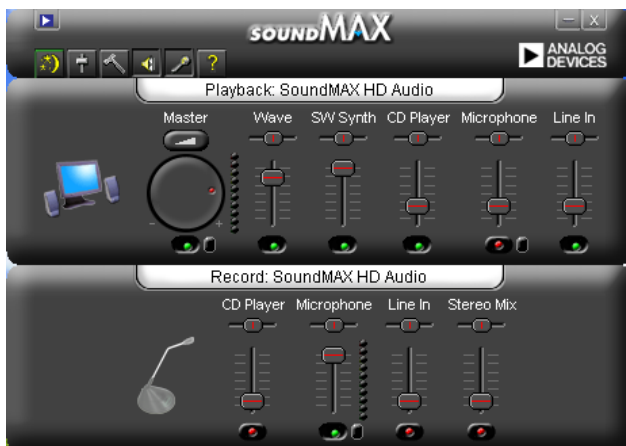 soundMAX
ANALOG
DEVICES
?
Playback: SoundMAX HD Audio
Master Wave SW Synth CD Player Microphone Line In
- +
Record: SoundMAX HD Audio
CD Player Microphone Line In Stereo Mix